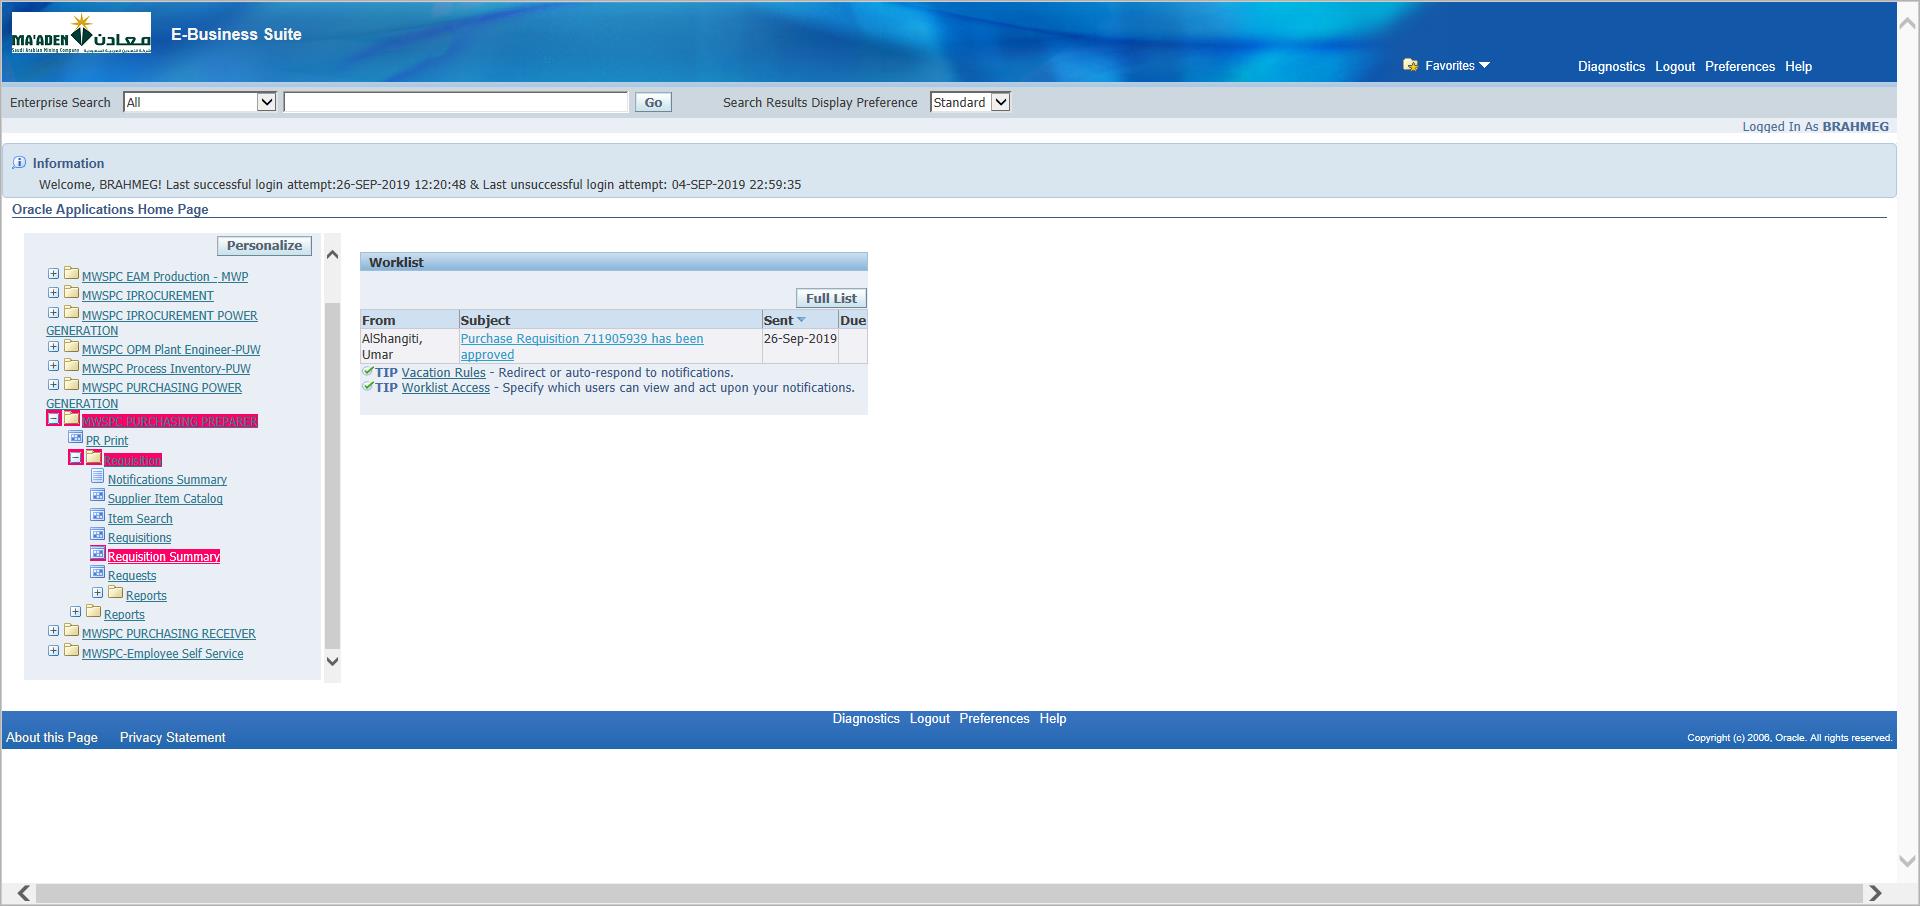 MA'ADEN معادن
Saudi Arabian Mining Company
E-Business Suite
Favorites
Diagnostics Logout Preferences Help
Enterprise Search All Go Search Results Display Preference Standard
Logged In As BRAHMEG
Information
Welcome, BRAHMEG! Last successful login attempt:26-SEP-2019 12:20:48 & Last unsuccessful login attempt: 04-SEP-2019 22:59:35
Oracle Applications Home Page
Personalize
MWSPC EAM Production - MWP
MWSPC IPROCUREMENT
MWSPC IPROCUREMENT POWER
GENERATION
MWSPC OPM Plant Engineer-PUW
MWSPC Process Inventory-PUW
MWSPC PURCHASING POWER
GENERATION
MWSPC PURCHASING PREPARER
PR Print
Requisition
Notifications Summary
Supplier Item Catalog
Item Search
Requisitions
Requisition Summary
Requests
Reports
Reports
MWSPC PURCHASING RECEIVER
MWSPC-Employee Self Service
Worklist
Full List
From Subject Sent Due
AlShangiti, Purchase Requisition 711905939 has been 26-Sep-2019
Umar approved
TIP Vacation Rules - Redirect or auto-respond to notifications.
TIP Worklist Access - Specify which users can view and act upon your notifications.
Diagnostics Logout Preferences Help
About this Page Privacy Statement
Copyright (c) 2006, Oracle. All rights reserved.